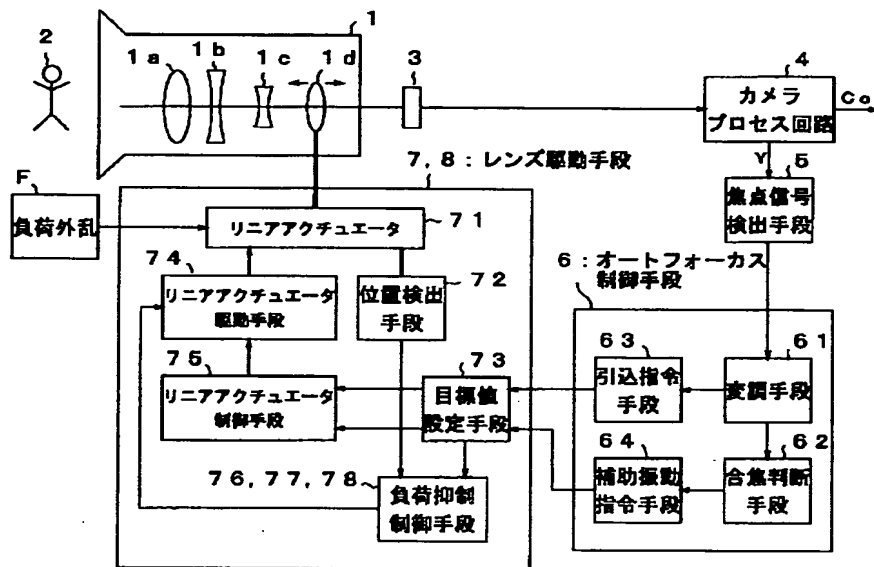 1
2
1a
1b
1c
1d
3
4
カメラ
プロセス回路
Co
Y
5
焦点信号
検出手段
7, 8：レンズ駆動手段
F
負荷外乱
リニアアクチュエータ
71
74
リニアアクチュエータ
駆動手段
72
位置検出
手段
6：オートフォーカス
制御手段
75
リニアアクチュエータ
制御手段
73
目標値
設定手段
63
引込指令
手段
61
変調手段
76, 77, 78
負荷抑制
制御手段
64
補助振動
指令手段
62
合焦判断
手段